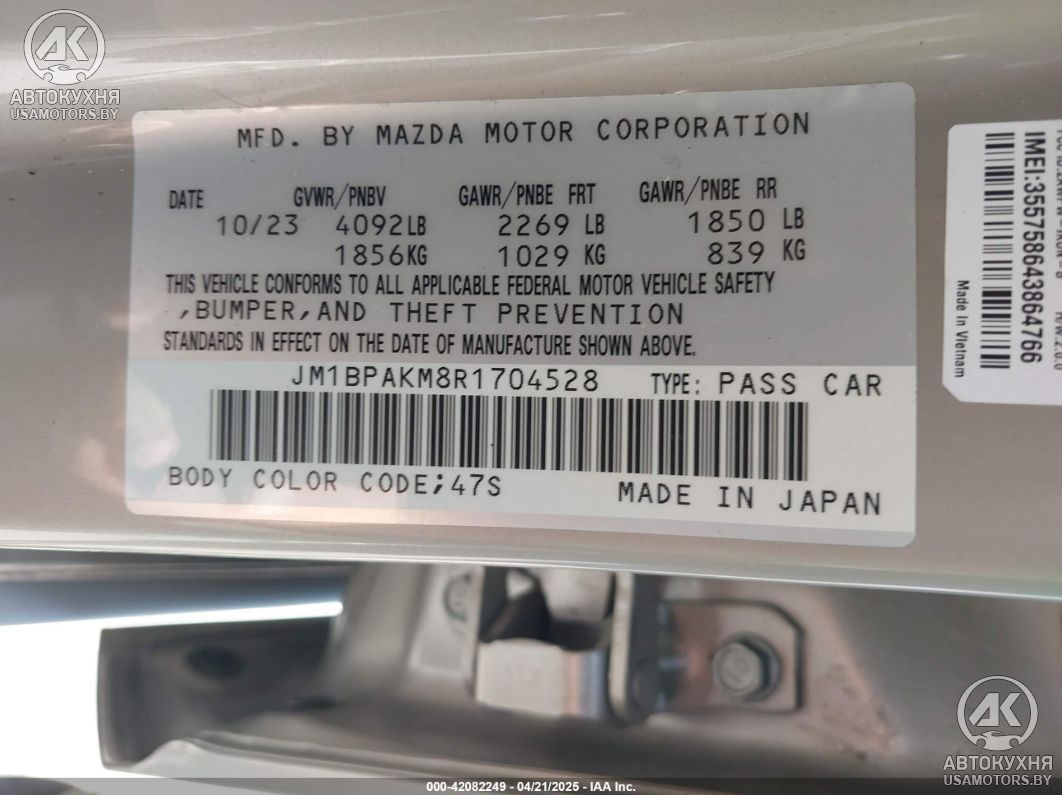 AK
АВТОКУХНЯ
USAMOTORS.BY
MFD. BY MAZDA MOTOR CORPORATION
DATE GVWR/PNBV GAWR/PNBE FRT GAWR/PNBE RR
10/23 4092LB 2269 LB 1850 LB
1856KG 1029 KG 839 KG
THIS VEHICLE CONFORMS TO ALL APPLICABLE FEDERAL MOTOR VEHICLE SAFETY
,BUMPER,AND THEFT PREVENTION
STANDARDS IN EFFECT ON THE DATE OF MANUFACTURE SHOWN ABOVE.
JM1BPAKM8R1704528 TYPE: PASS CAR
BODY COLOR CODE;47S MADE IN JAPAN
IMEI:355758643864766
Made In Vietnam
AK
АВТОКУХНЯ
USAMOTORS.BY
000-42082249 - 04/21/2025 - IAA Inc.